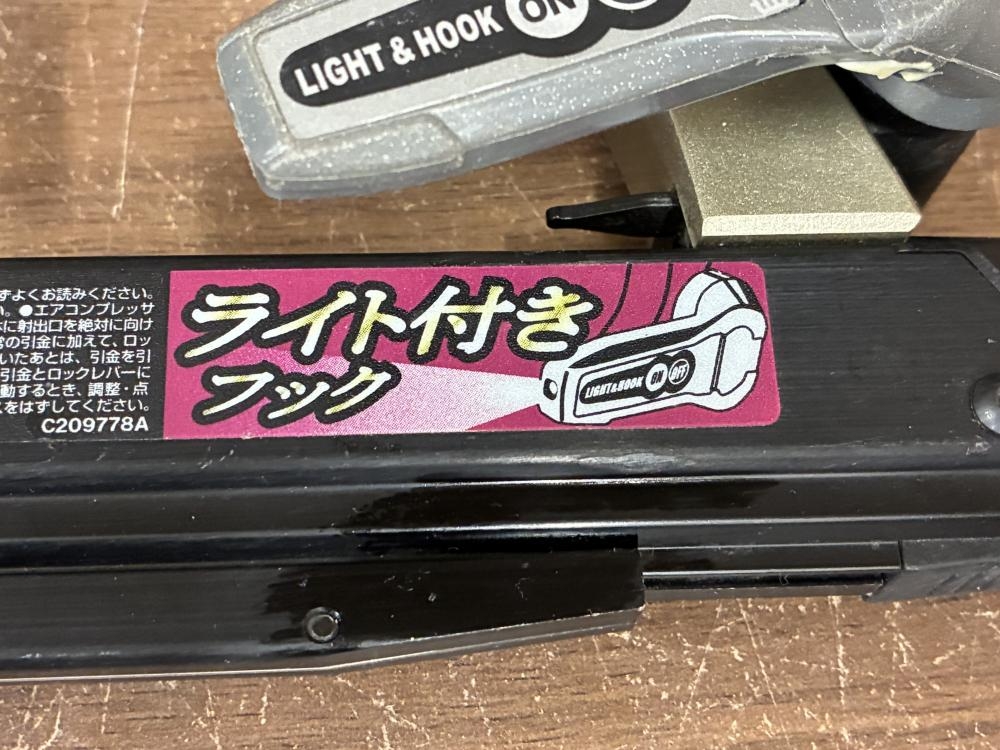 LIGHT & HOOK ON
ずよくお読みください。
い。●エアコンプレッサ
に射出口を絶対に向け
の引金に加えて、ロッ
いたあとは、引金を引
引金とロックレバーに
動するとき、調整・点
をはずしてください。
C209778A
ライト付き
フック
LIGHT&HOOK ON OFF